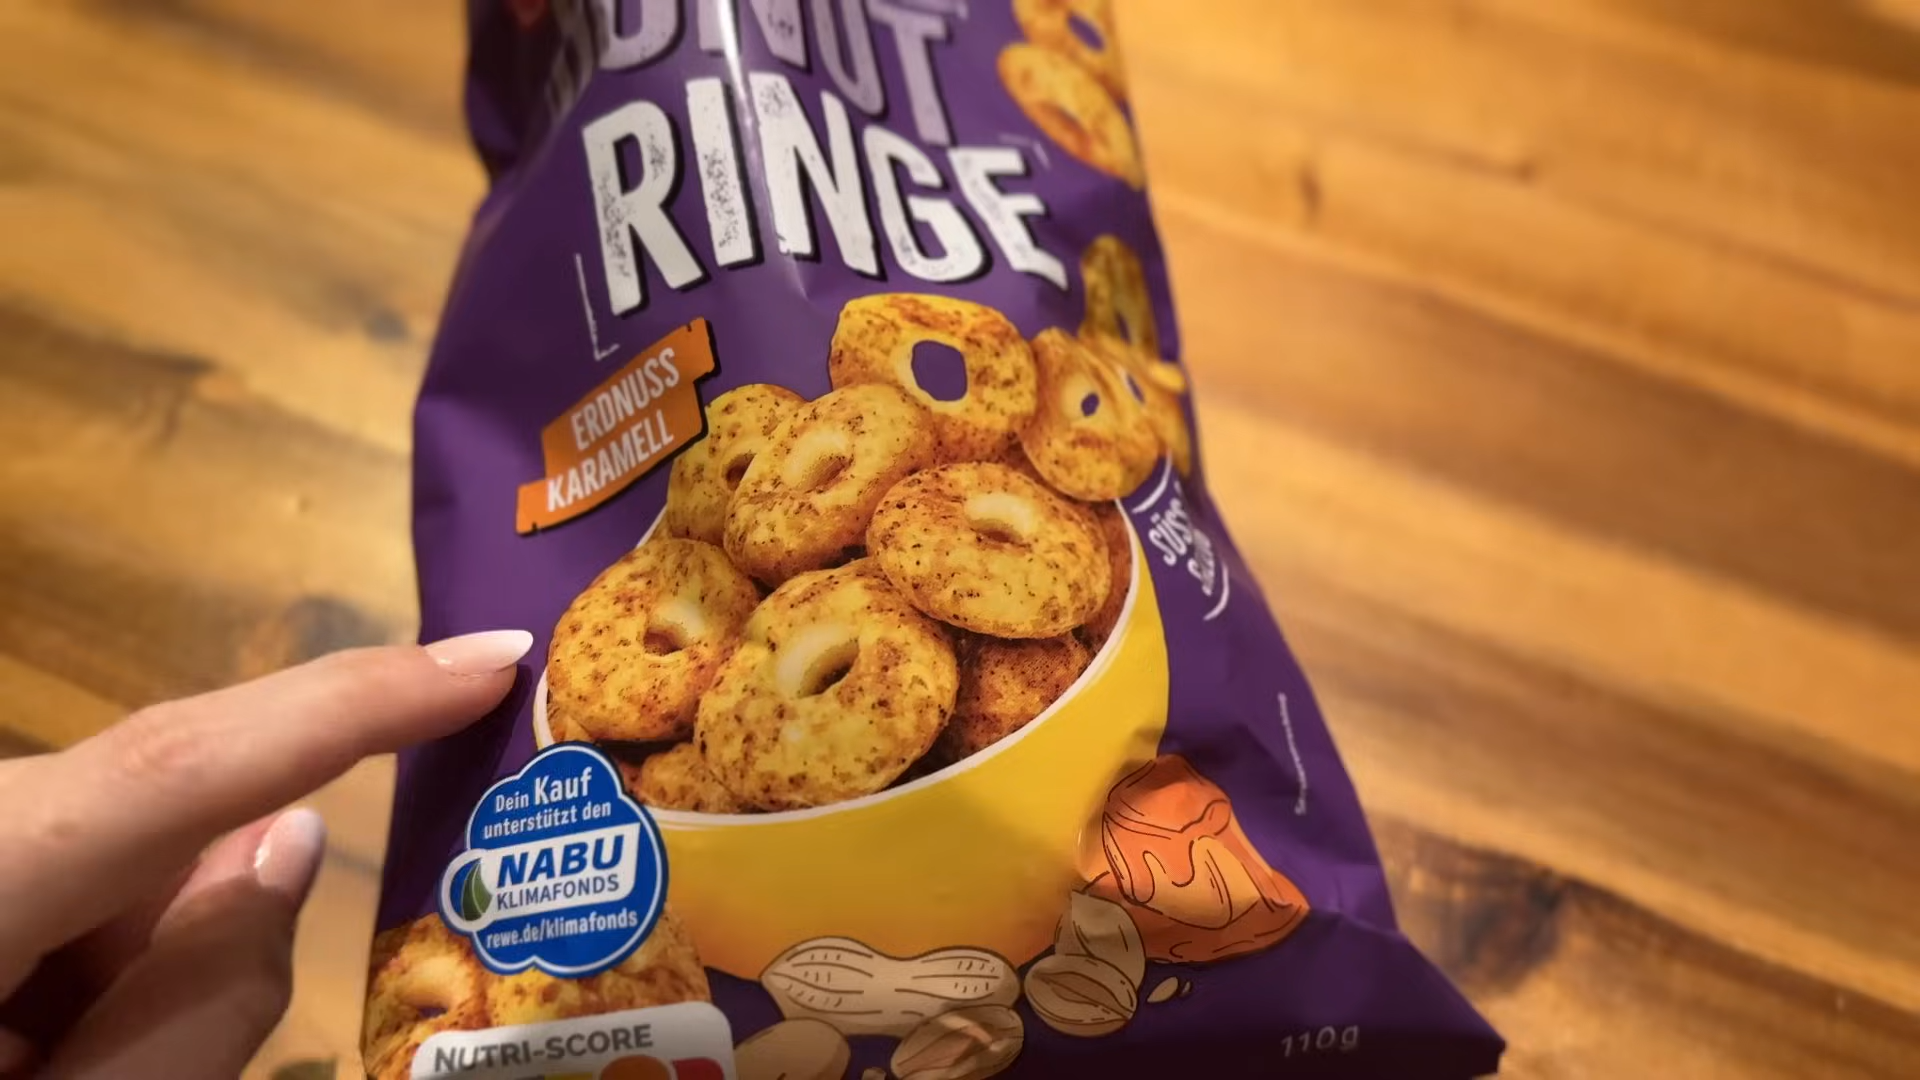 RINGE
ERDNUSS
KARAMELL
Dein Kauf
unterstützt den
NABU
KLIMAFONDS
rewe.de/klimafonds
NUTRI-SCORE
110g